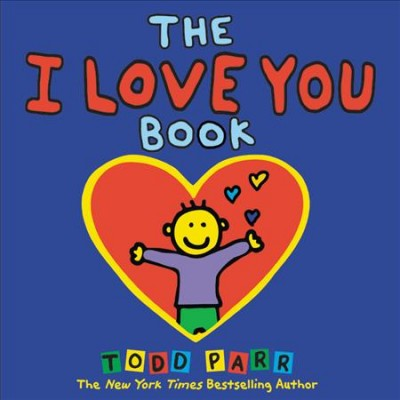 THE
I LOVE YOU
BOOK
TODD PARR
The New York Times Bestselling Author